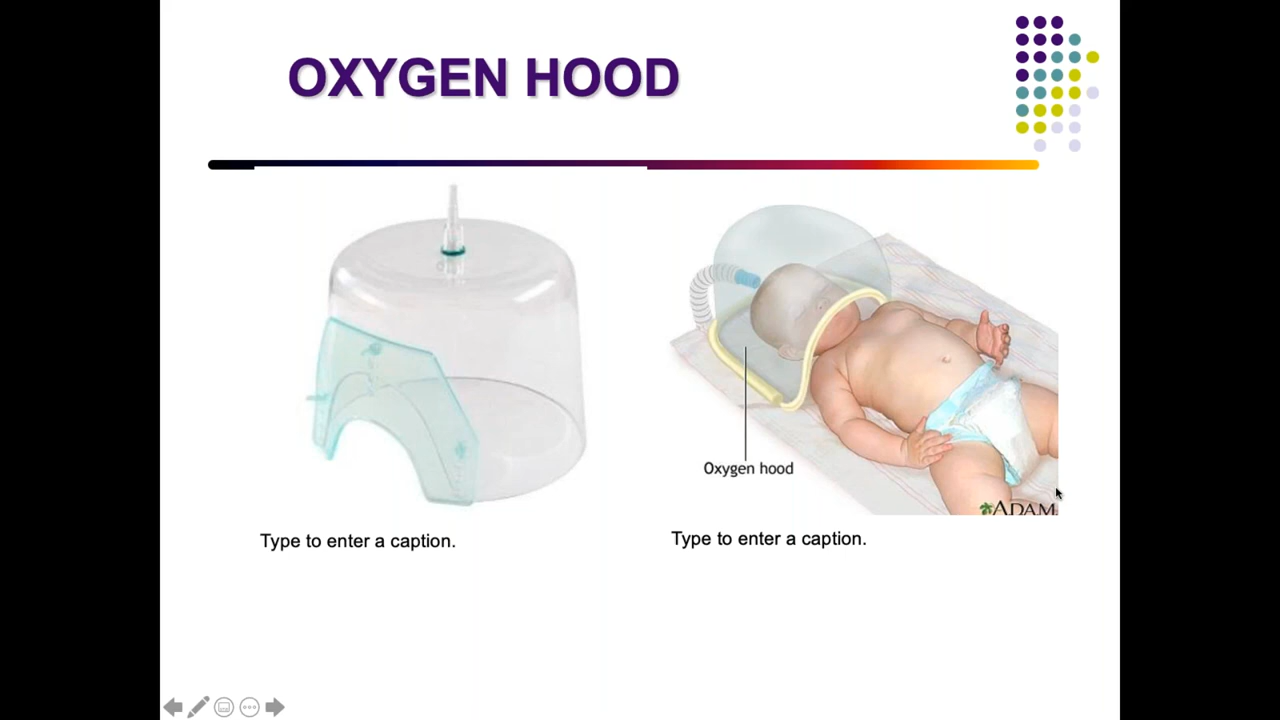 OXYGEN HOOD
Oxygen hood
ADAM.
Type to enter a caption.
Type to enter a caption.